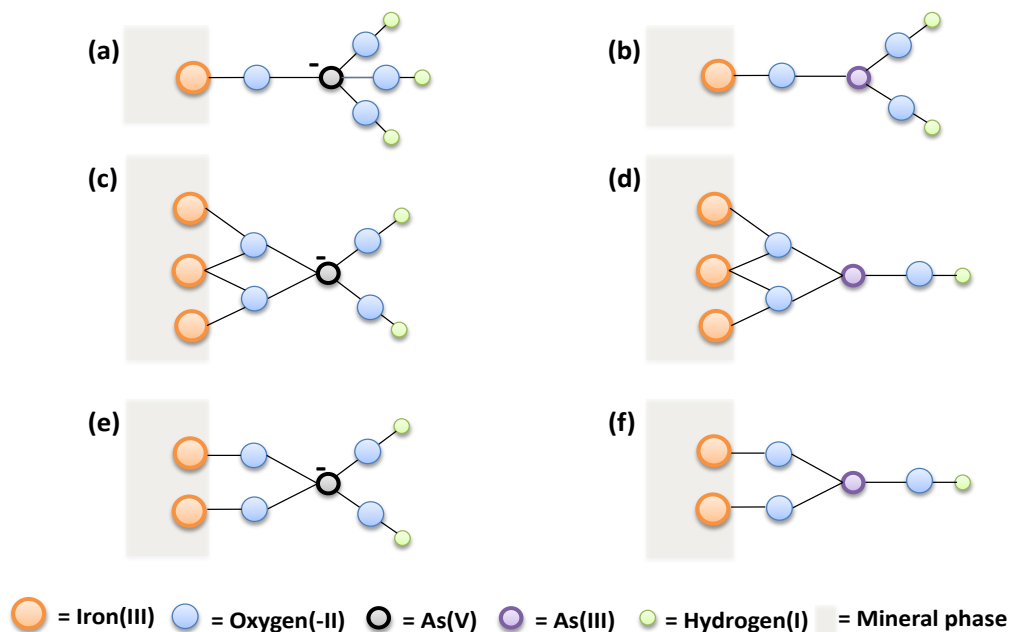 (a)
-
(b)
(c)
-
(d)
(e)
-
(f)
= Iron(III) = Oxygen(-II) = As(V) = As(III) = Hydrogen(I) = Mineral phase